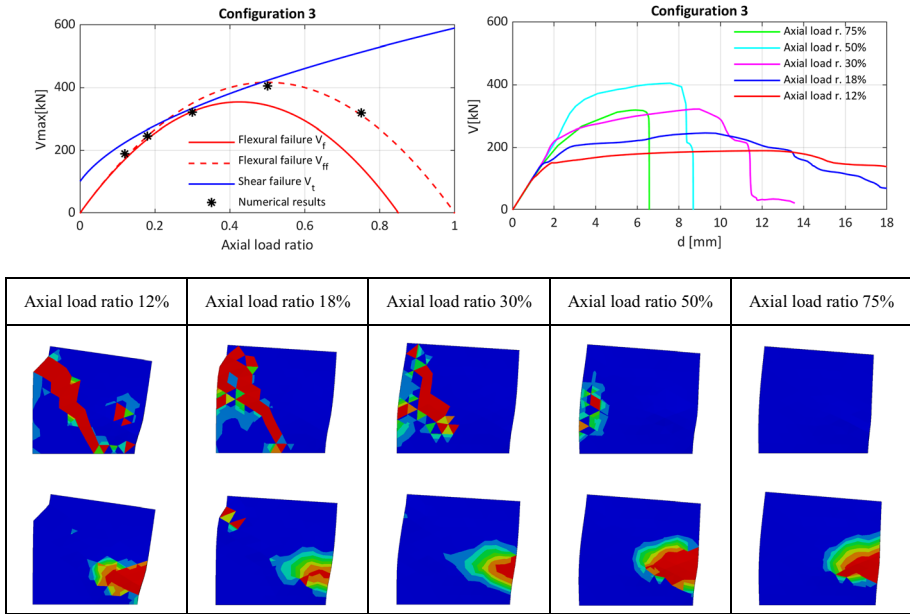 Configuration 3
Vmax[kN]
600
400
200
0
Flexural failure Vf
Flexural failure Vff
Shear failure Vt
Numerical results
0 0.2 0.4 0.6 0.8 1
Axial load ratio
Configuration 3
V[kN]
600
400
200
0
Axial load r. 75%
Axial load r. 50%
Axial load r. 30%
Axial load r. 18%
Axial load r. 12%
0 2 4 6 8 10 12 14 16 18
d [mm]
Axial load ratio 12% Axial load ratio 18% Axial load ratio 30% Axial load ratio 50% Axial load ratio 75%